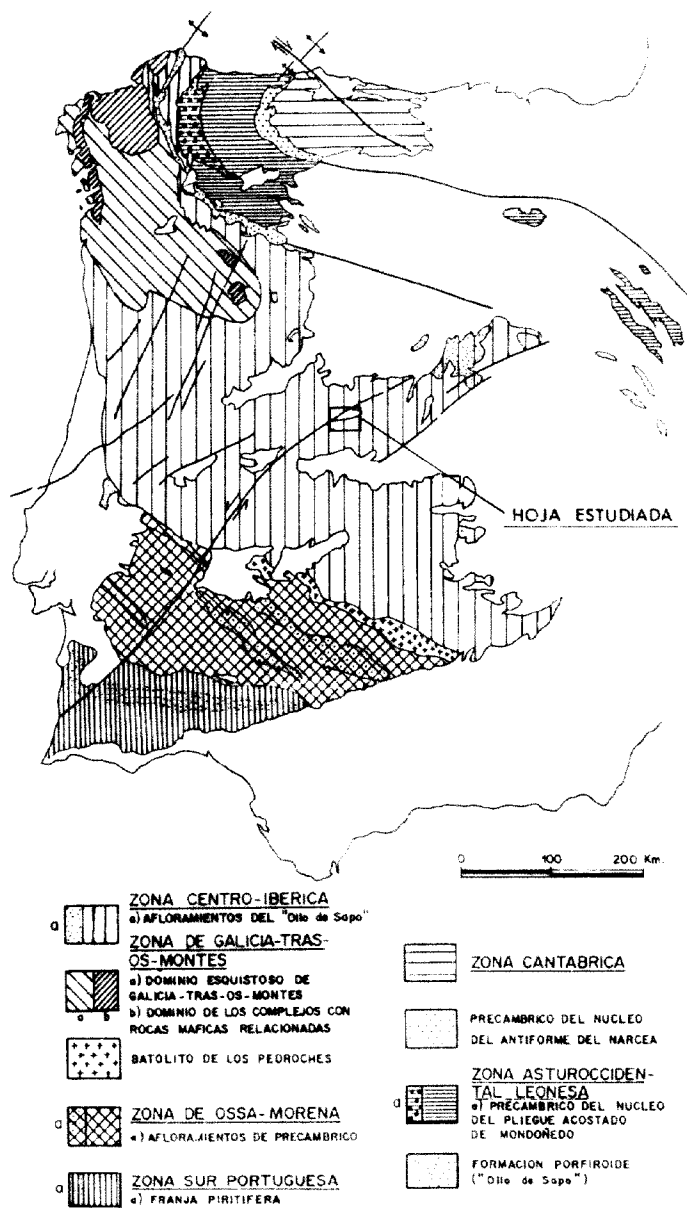 HOJA ESTUDIADA
0 100 200 Km.
a
ZONA CENTRO-IBERICA
a) AFLORAMIENTOS DEL "Ollo de Sapo"
ZONA DE GALICIA-TRAS-
OS-MONTES
a b
a) DOMINIO ESQUISTOSO DE
GALICIA-TRAS-OS-MONTES
b) DOMINIO DE LOS COMPLEJOS CON
ROCAS MAFICAS RELACIONADAS
BATOLITO DE LOS PEDROCHES
a
ZONA DE OSSA-MORENA
a) AFLORAMIENTOS DE PRECAMBRICO
a
ZONA SUR PORTUGUESA
a) FRANJA PIRITIFERA
ZONA CANTABRICA
PRECAMBRICO DEL NUCLEO
DEL ANTIFORME DEL NARCEA
ZONA ASTUROCCIDEN-
TAL LEONESA
a
a) PRECAMBRICO DEL NUCLEO
DEL PLIEGUE ACOSTADO
DE MONDOÑEDO
FORMACION PORFIROIDE
("Ollo de Sapo")